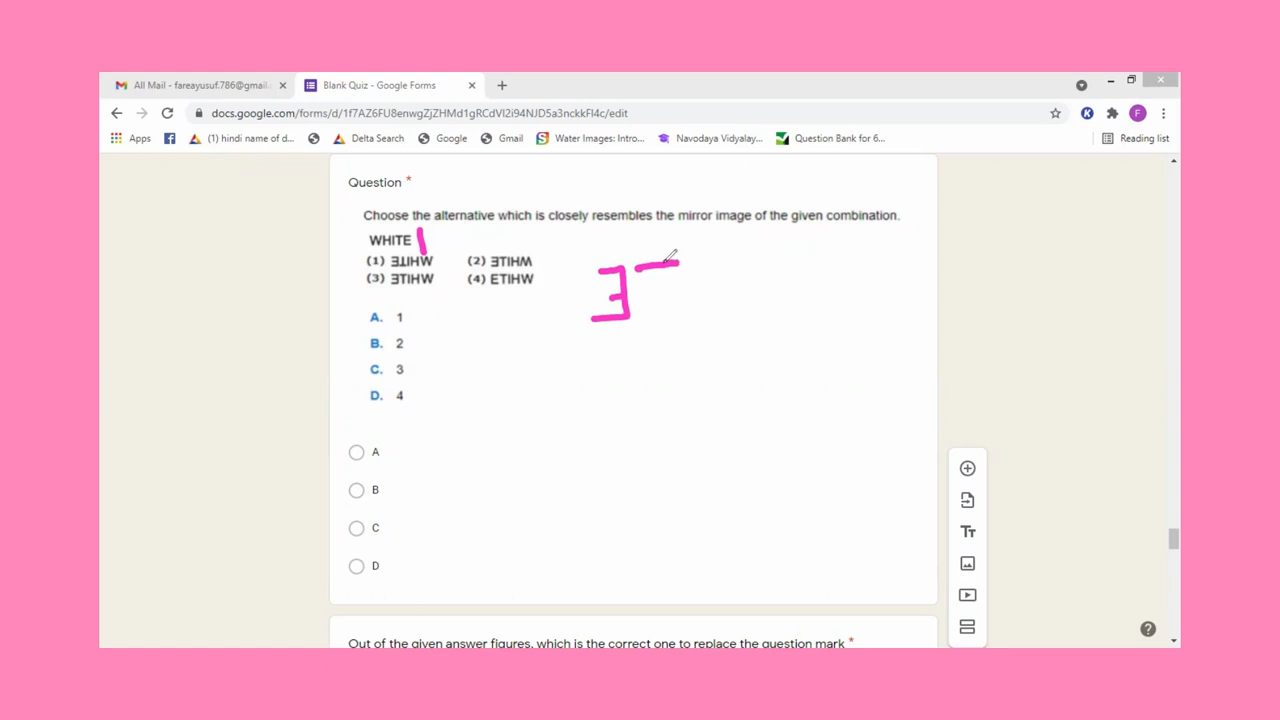 All Mail - fareayusuf.786@gmail. Blank Quiz - Google Forms
docs.google.com/forms/d/1f7AZ6FU8enwgZjZHMd1gRCdVI2i94NJD5a3nckkFI4c/edit K F
Apps (1) hindi name of d... Delta Search Google Gmail Water Images: Intro... Navodaya Vidyalay... Question Bank for 6... Reading list
Question *
Choose the alternative which is closely resembles the mirror image of the given combination.
WHITE
(1) ƎꓕIHW (2) ƎTIHM
(3) ƎTIHW (4) ETIHW
A. 1
B. 2
C. 3
D. 4
Ǝ
A
B
C
D
Tт
Out of the given answer figures, which is the correct one to replace the question mark *